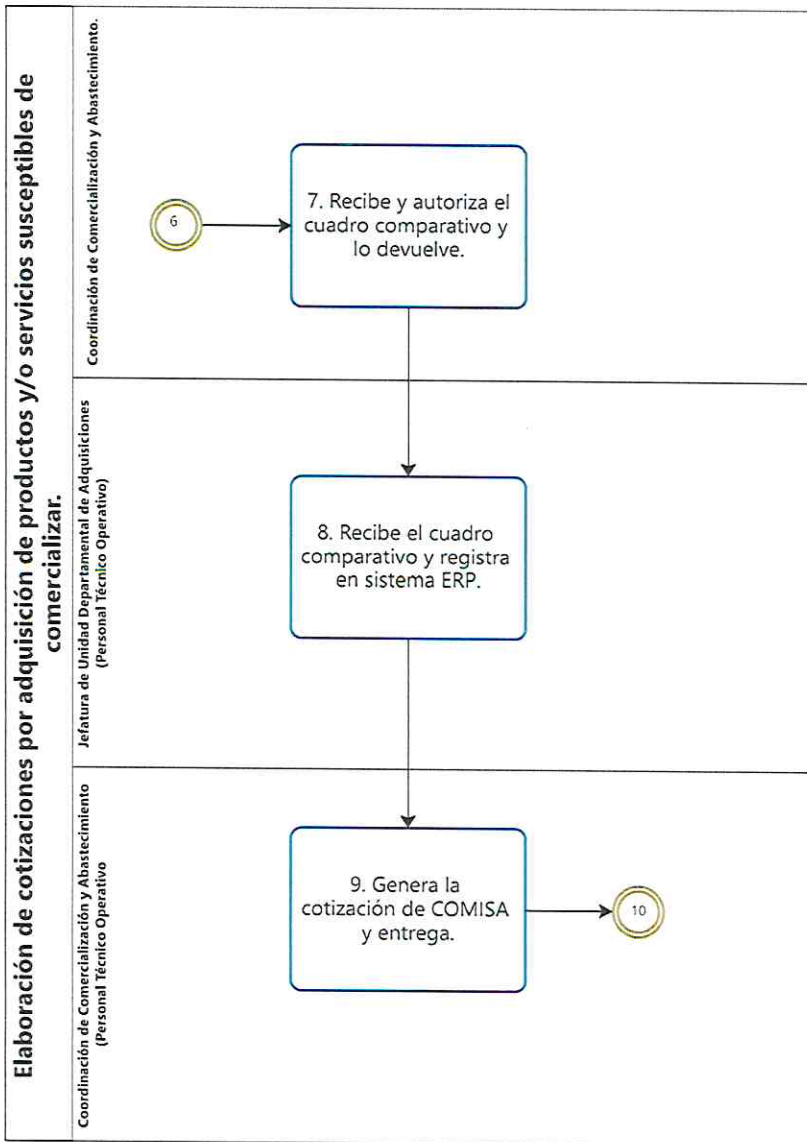 Elaboración de cotizaciones por adquisición de productos y/o servicios susceptibles de
comercializar.
Coordinación de Comercialización y Abastecimiento.
6
7. Recibe y autoriza el
cuadro comparativo y
lo devuelve.
Jefatura de Unidad Departamental de Adquisiciones
(Personal Técnico Operativo)
8. Recibe el cuadro
comparativo y registra
en sistema ERP.
Coordinación de Comercialización y Abastecimiento
(Personal Técnico Operativo
9. Genera la
cotización de COMISA
y entrega.
10